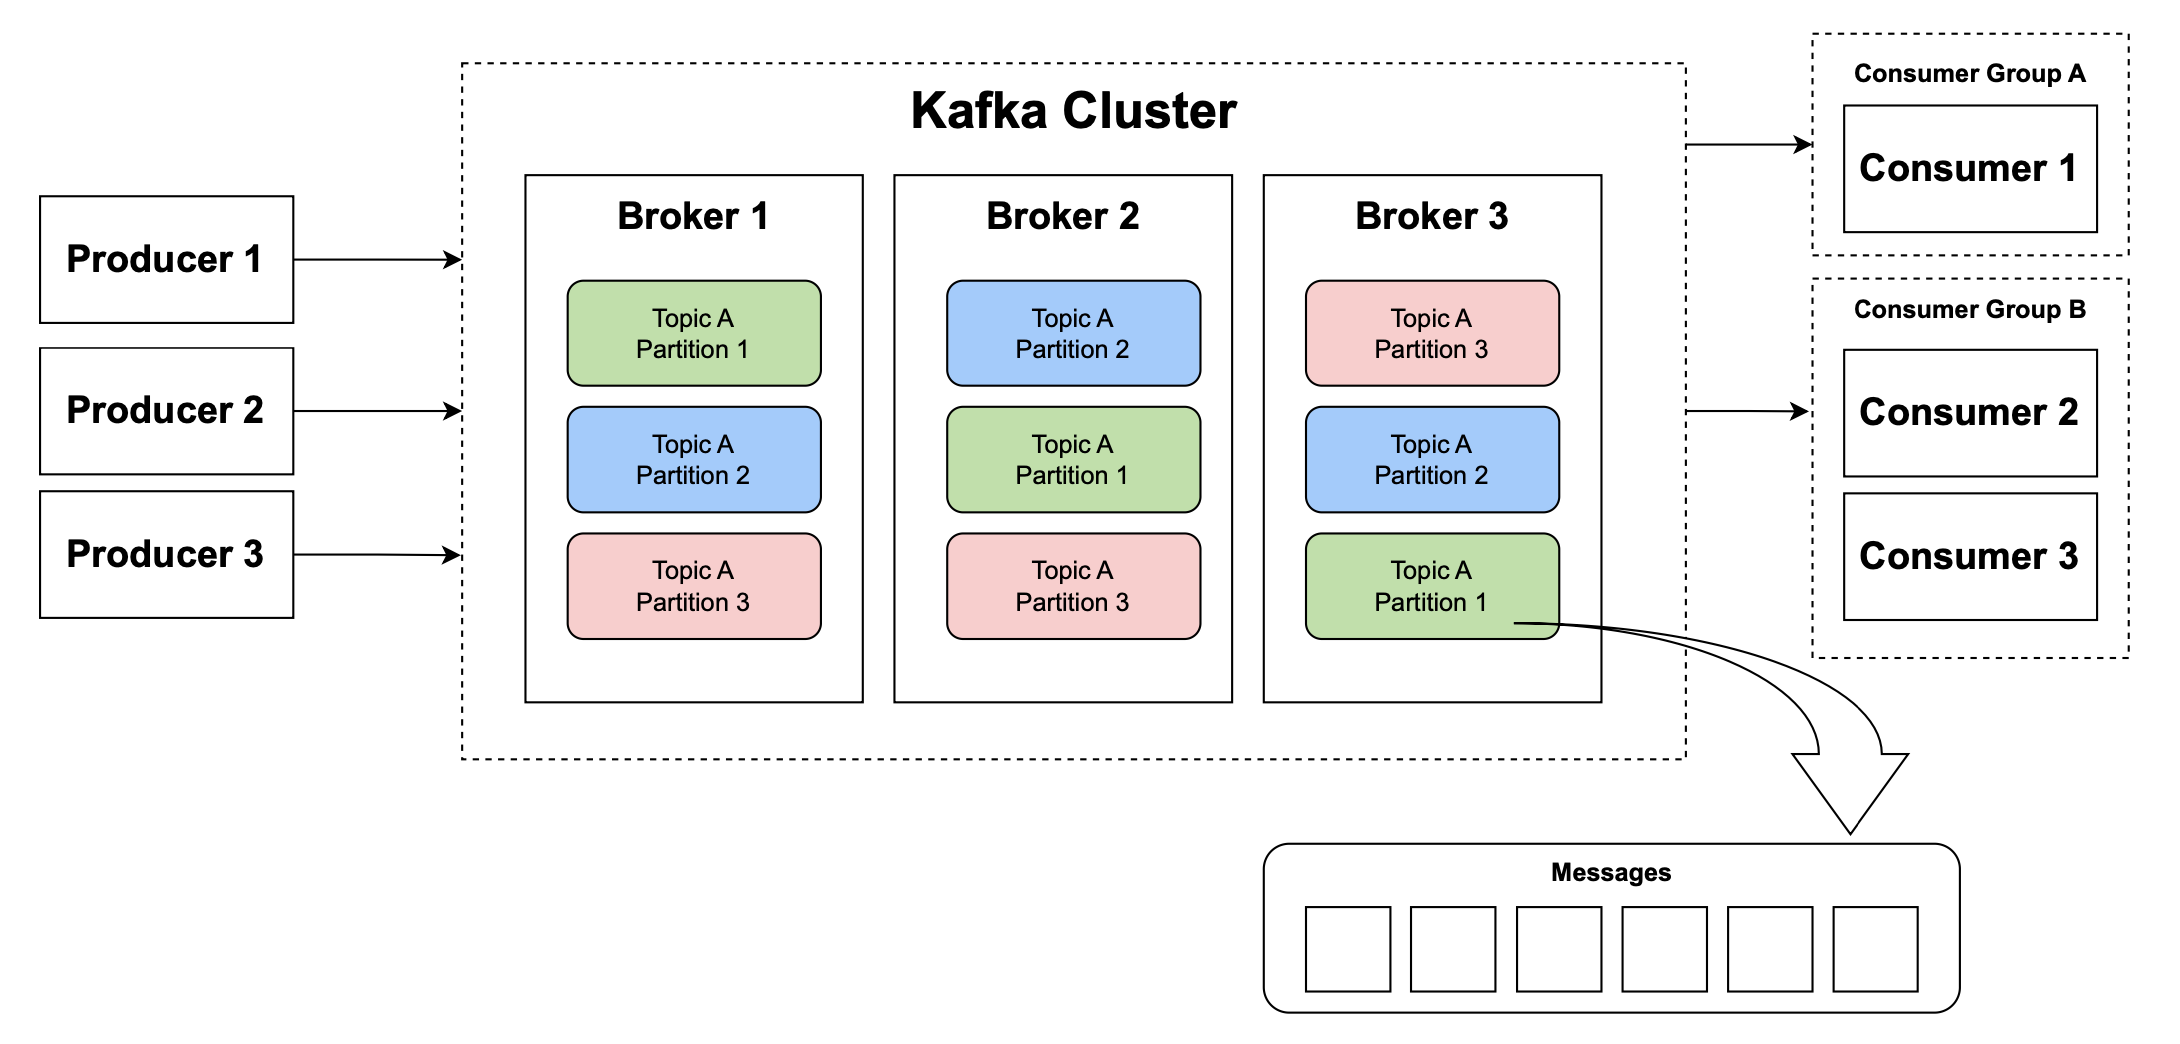 Kafka Cluster
Producer 1
Producer 2
Producer 3
Broker 1
Topic A
Partition 1
Topic A
Partition 2
Topic A
Partition 3
Broker 2
Topic A
Partition 2
Topic A
Partition 1
Topic A
Partition 3
Broker 3
Topic A
Partition 3
Topic A
Partition 2
Topic A
Partition 1
Consumer Group A
Consumer 1
Consumer Group B
Consumer 2
Consumer 3
Messages